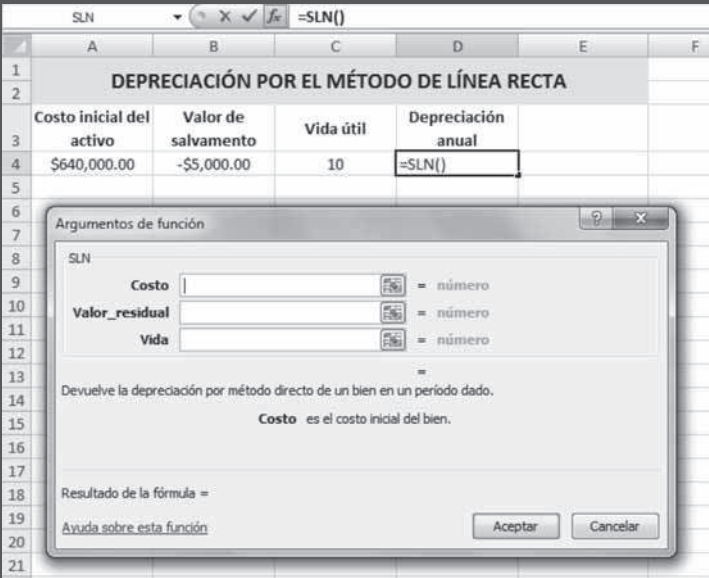 SLN fx =SLN()
A B C D E F
1
2 DEPRECIACIÓN POR EL MÉTODO DE LÍNEA RECTA
3 Costo inicial del activo Valor de salvamento Vida útil Depreciación anual
4 $640,000.00 -$5,000.00 10 =SLN()
5
6
7 Argumentos de función
8 SLN
9 Costo = número
10 Valor_residual = número
11 Vida = número
12
13 =
14 Devuelve la depreciación por método directo de un bien en un período dado.
15 Costo es el costo inicial del bien.
16
17
18 Resultado de la fórmula =
19 Ayuda sobre esta función Aceptar Cancelar
20
21